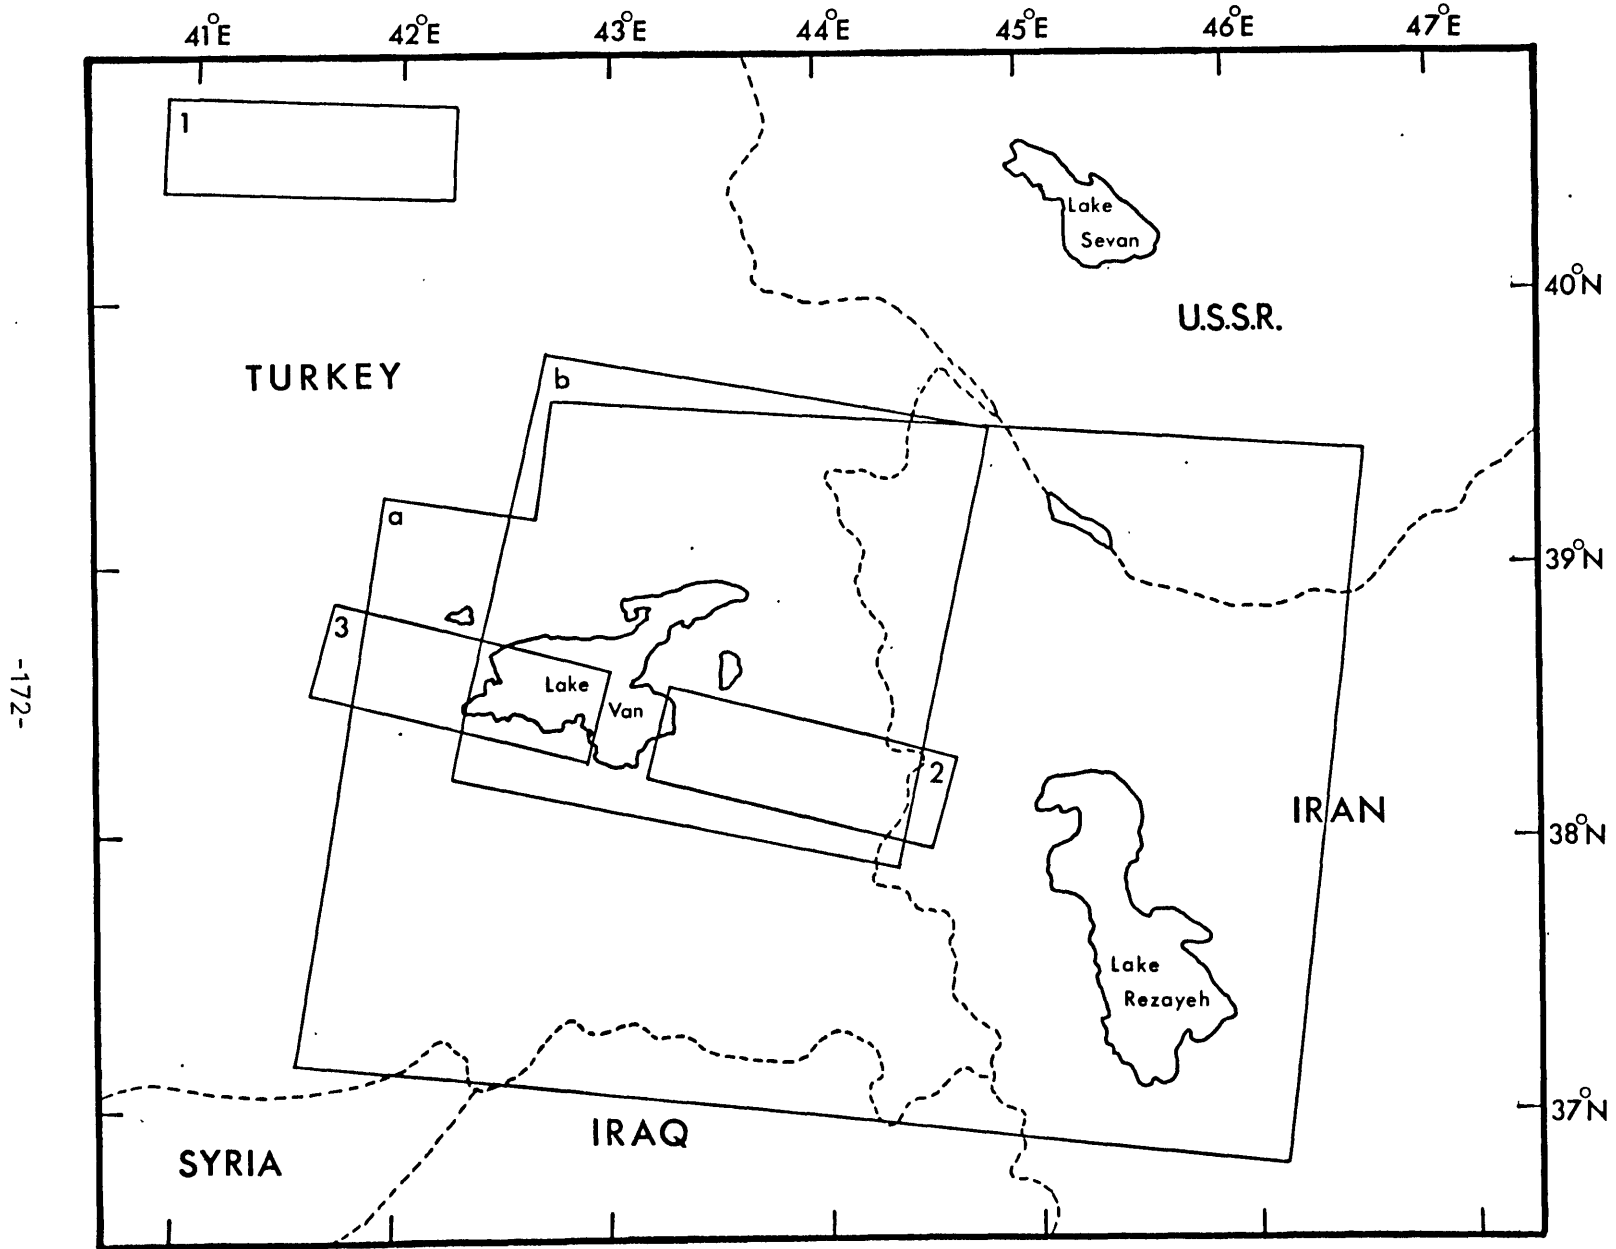 41°E 42°E 43°E 44°E 45°E 46°E 47°E
1
Lake
Sevan
40°N
U.S.S.R.
TURKEY
b
a
39°N
3
Lake
Van
2
IRAN
38°N
-172-
Lake
Rezayeh
37°N
IRAQ
SYRIA